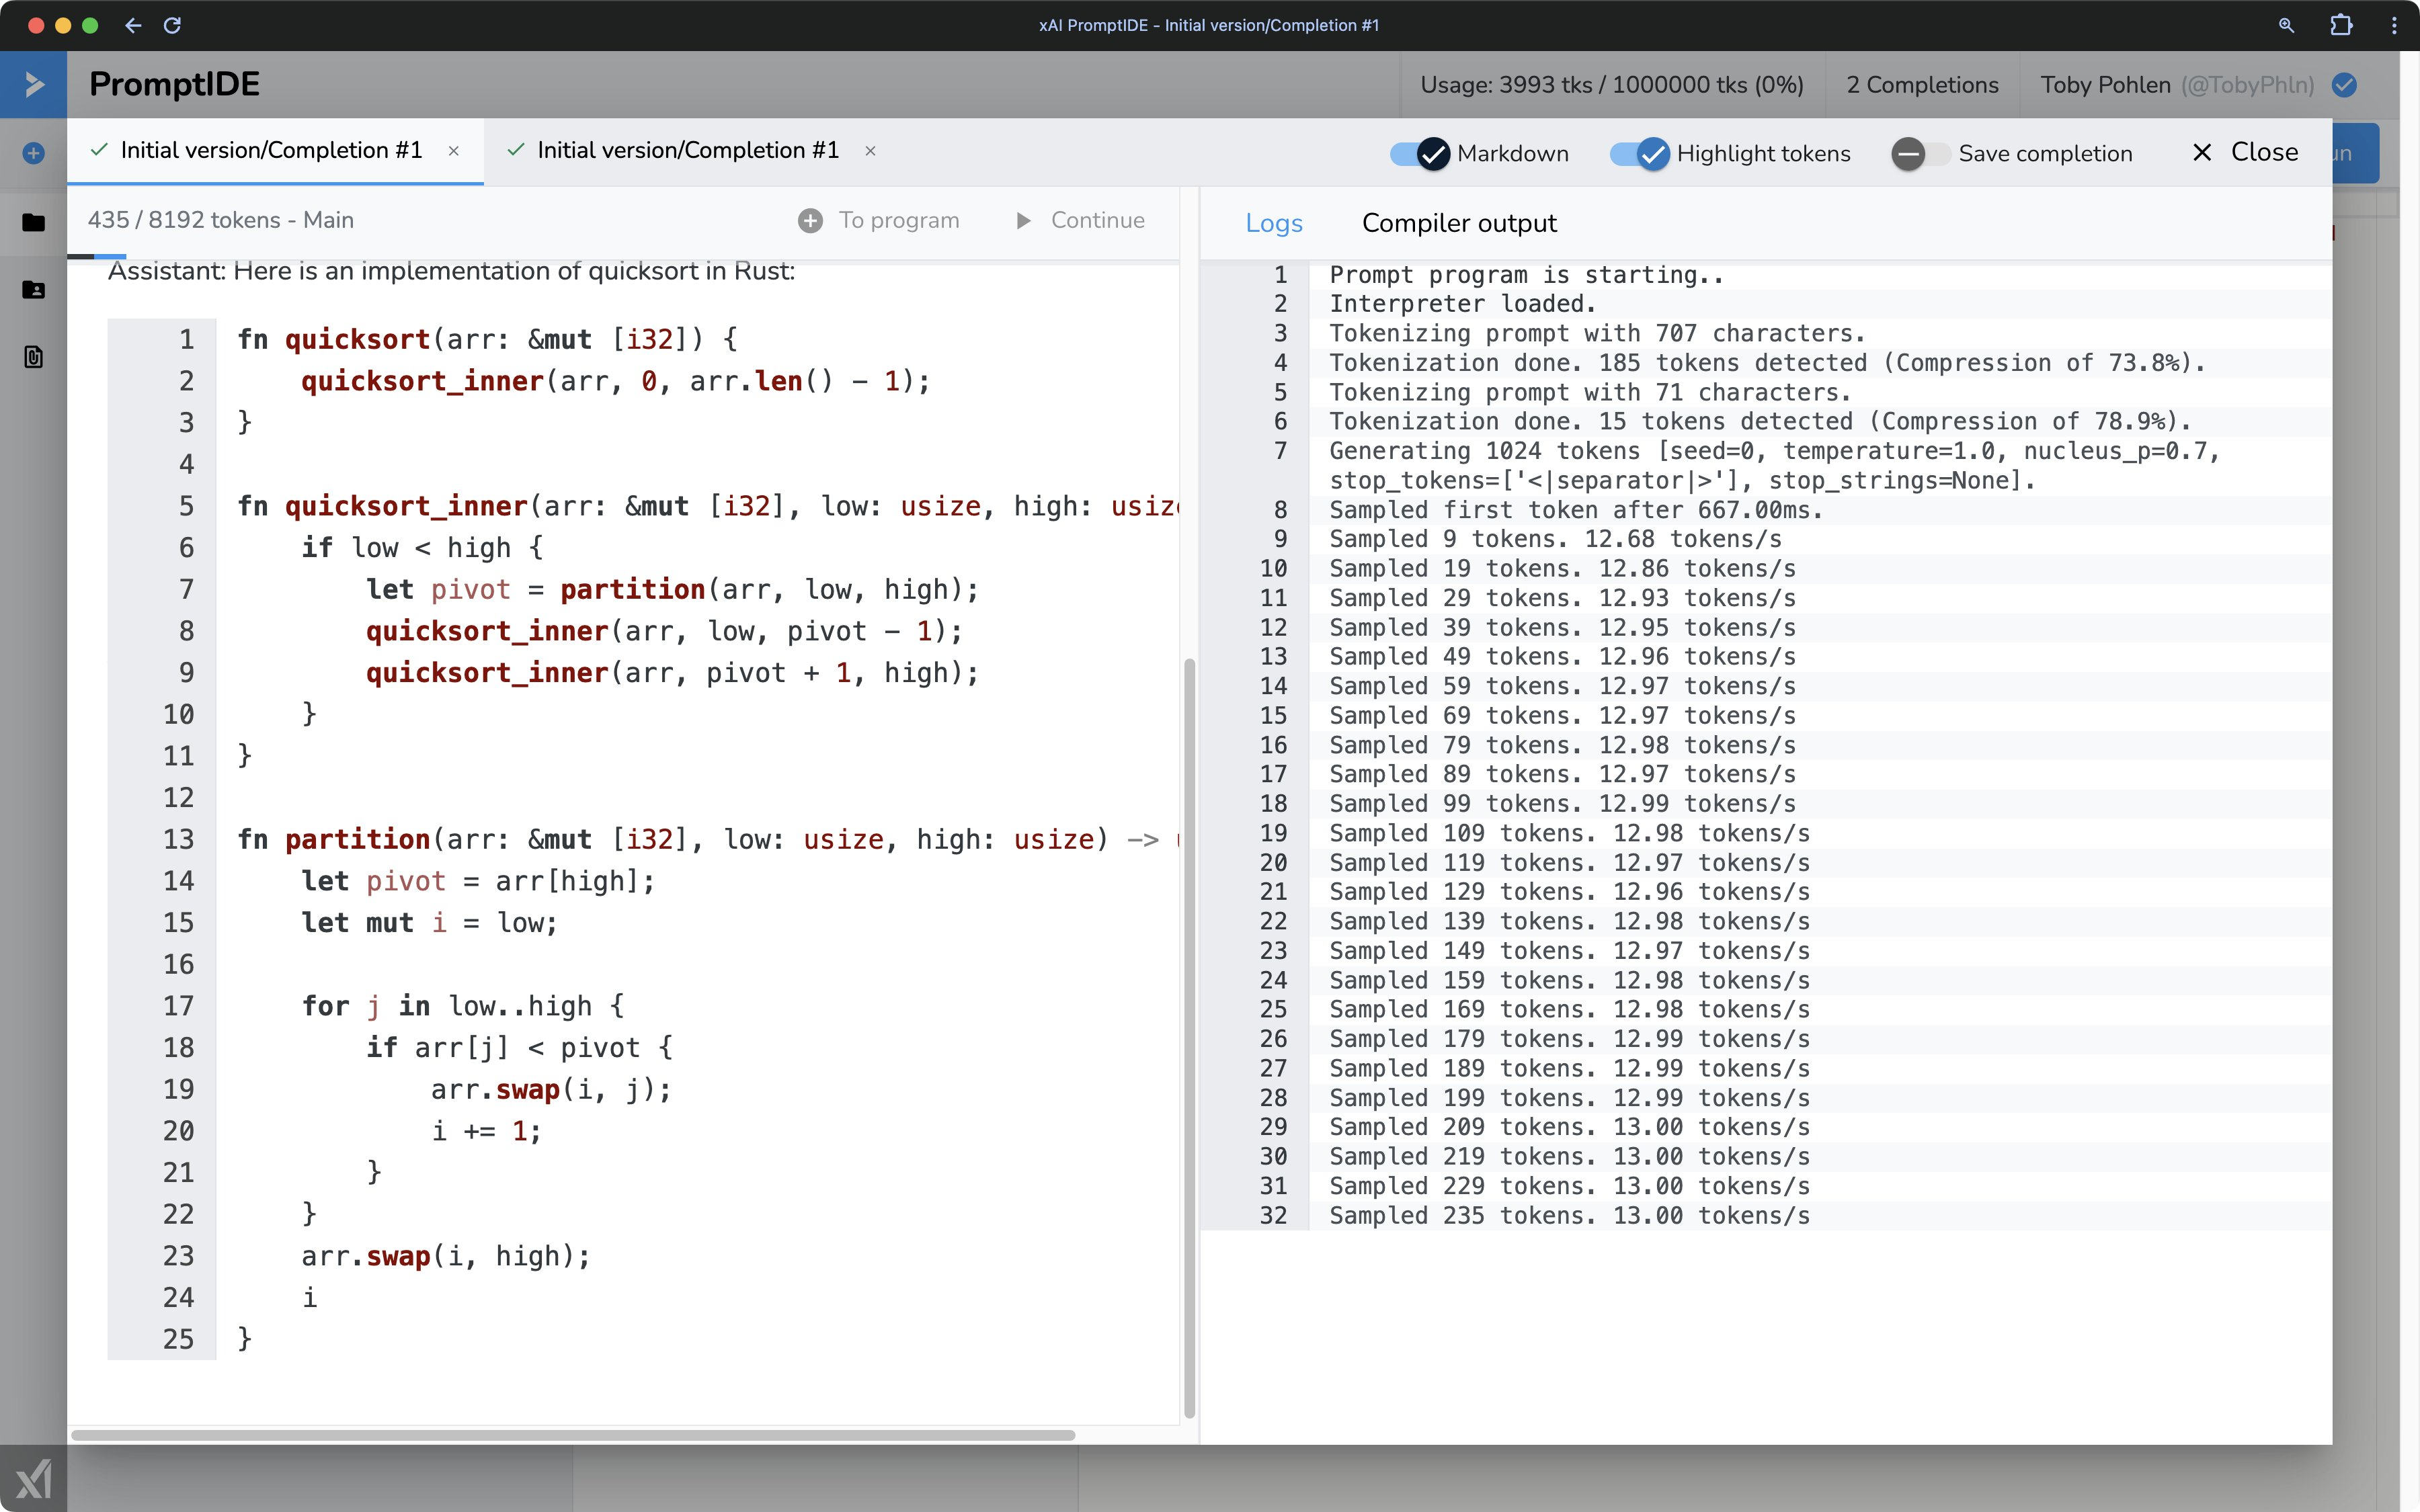 xAI PromptIDE - Initial version/Completion #1
PromptIDE
Usage: 3993 tks / 1000000 tks (0%)
2 Completions
Toby Pohlen (@TobyPhln)
Initial version/Completion #1 ×
Initial version/Completion #1 ×
Markdown
Highlight tokens
Save completion
Close
435 / 8192 tokens - Main
To program
Continue
Assistant: Here is an implementation of quicksort in Rust:
1 fn quicksort(arr: &mut [i32]) {
2     quicksort_inner(arr, 0, arr.len() - 1);
3 }
4
5 fn quicksort_inner(arr: &mut [i32], low: usize, high: usiz
6     if low < high {
7         let pivot = partition(arr, low, high);
8         quicksort_inner(arr, low, pivot - 1);
9         quicksort_inner(arr, pivot + 1, high);
10     }
11 }
12
13 fn partition(arr: &mut [i32], low: usize, high: usize) ->
14     let pivot = arr[high];
15     let mut i = low;
16
17     for j in low..high {
18         if arr[j] < pivot {
19             arr.swap(i, j);
20             i += 1;
21         }
22     }
23     arr.swap(i, high);
24     i
25 }
Logs
Compiler output
1 Prompt program is starting..
2 Interpreter loaded.
3 Tokenizing prompt with 707 characters.
4 Tokenization done. 185 tokens detected (Compression of 73.8%).
5 Tokenizing prompt with 71 characters.
6 Tokenization done. 15 tokens detected (Compression of 78.9%).
7 Generating 1024 tokens [seed=0, temperature=1.0, nucleus_p=0.7,
stop_tokens=['<|separator|>'], stop_strings=None].
8 Sampled first token after 667.00ms.
9 Sampled 9 tokens. 12.68 tokens/s
10 Sampled 19 tokens. 12.86 tokens/s
11 Sampled 29 tokens. 12.93 tokens/s
12 Sampled 39 tokens. 12.95 tokens/s
13 Sampled 49 tokens. 12.96 tokens/s
14 Sampled 59 tokens. 12.97 tokens/s
15 Sampled 69 tokens. 12.97 tokens/s
16 Sampled 79 tokens. 12.98 tokens/s
17 Sampled 89 tokens. 12.97 tokens/s
18 Sampled 99 tokens. 12.99 tokens/s
19 Sampled 109 tokens. 12.98 tokens/s
20 Sampled 119 tokens. 12.97 tokens/s
21 Sampled 129 tokens. 12.96 tokens/s
22 Sampled 139 tokens. 12.98 tokens/s
23 Sampled 149 tokens. 12.97 tokens/s
24 Sampled 159 tokens. 12.98 tokens/s
25 Sampled 169 tokens. 12.98 tokens/s
26 Sampled 179 tokens. 12.99 tokens/s
27 Sampled 189 tokens. 12.99 tokens/s
28 Sampled 199 tokens. 12.99 tokens/s
29 Sampled 209 tokens. 13.00 tokens/s
30 Sampled 219 tokens. 13.00 tokens/s
31 Sampled 229 tokens. 13.00 tokens/s
32 Sampled 235 tokens. 13.00 tokens/s